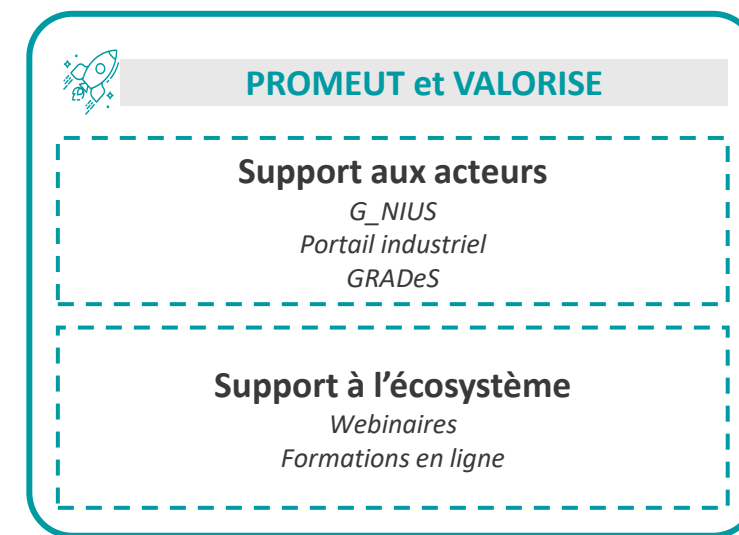 PROMEUT et VALORISE
Support aux acteurs
G_NIUS
Portail industriel
GRADeS
Support à l’écosystème
Webinaires
Formations en ligne